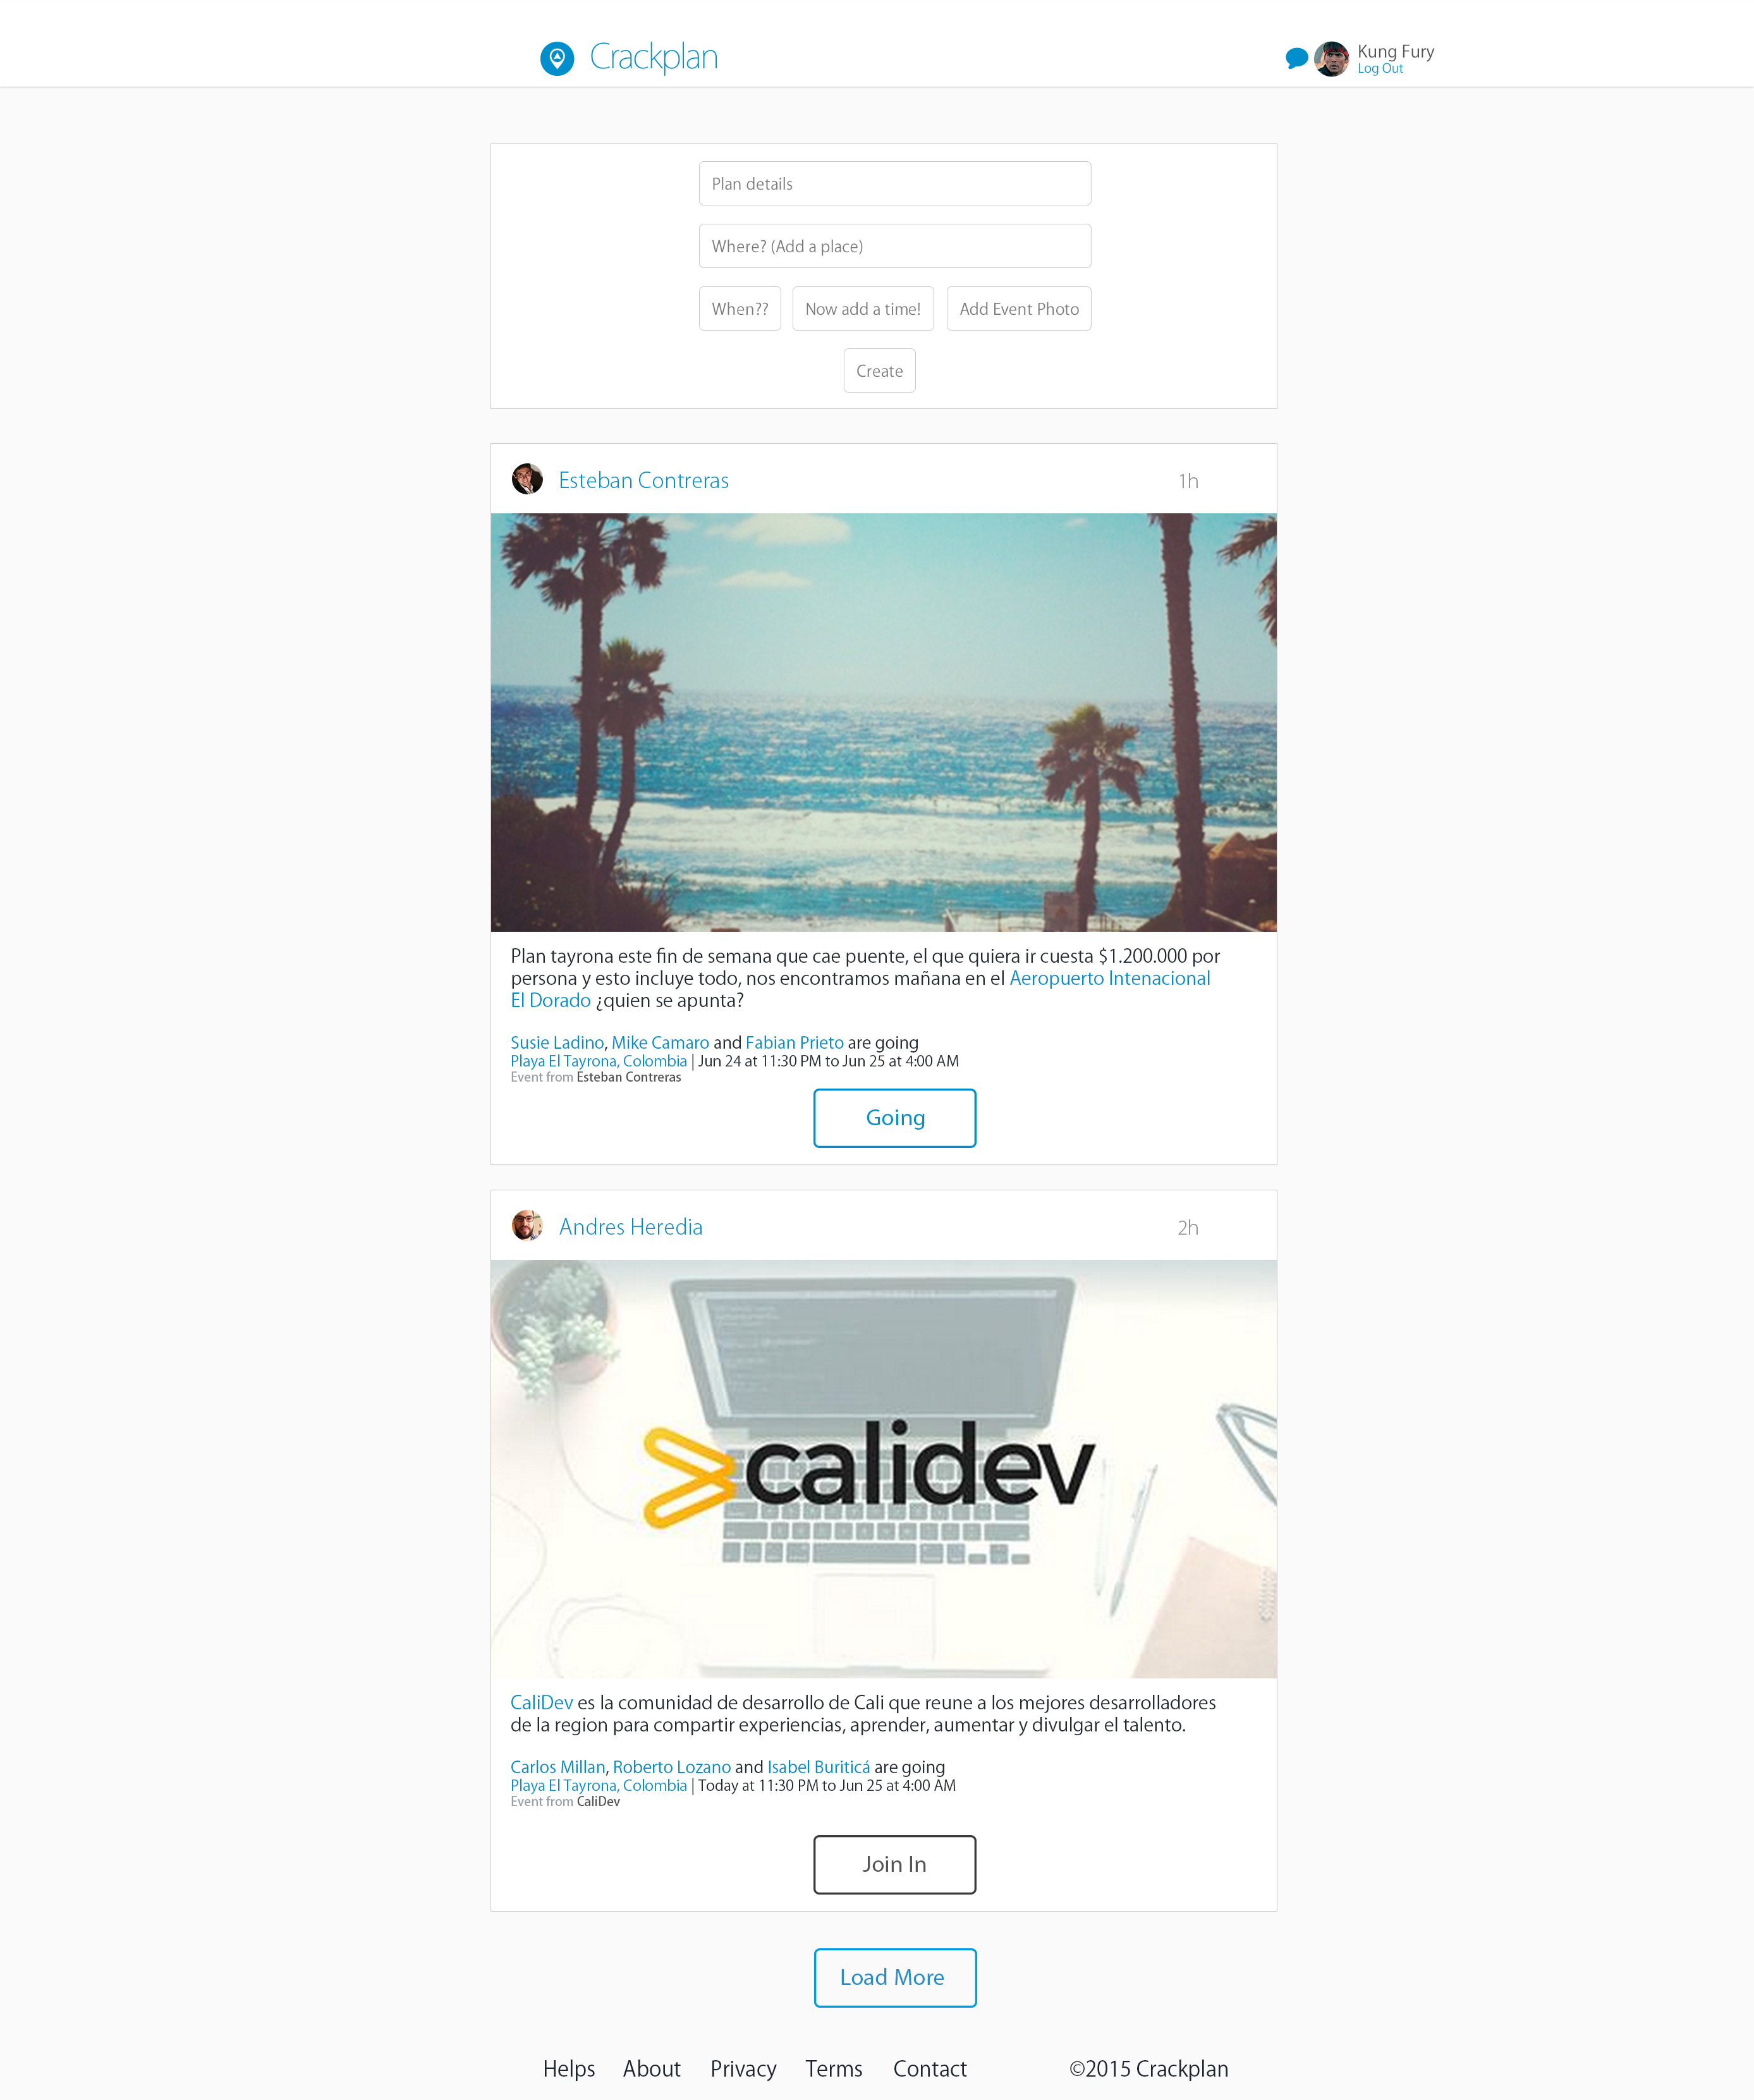 Crackplan
Kung Fury
Log Out
Plan details
Where? (Add a place)
When??
Now add a time!
Add Event Photo
Create
Esteban Contreras
1h
Plan tayrona este fin de semana que cae puente, el que quiera ir cuesta $1.200.000 por
persona y esto incluye todo, nos encontramos mañana en el Aeropuerto Intenacional
El Dorado ¿quien se apunta?
Susie Ladino, Mike Camaro and Fabian Prieto are going
Playa El Tayrona, Colombia | Jun 24 at 11:30 PM to Jun 25 at 4:00 AM
Event from Esteban Contreras
Going
Andres Heredia
2h
calidev
CaliDev es la comunidad de desarrollo de Cali que reune a los mejores desarrolladores
de la region para compartir experiencias, aprender, aumentar y divulgar el talento.
Carlos Millan, Roberto Lozano and Isabel Buriticá are going
Playa El Tayrona, Colombia | Today at 11:30 PM to Jun 25 at 4:00 AM
Event from CaliDev
Join In
Load More
Helps
About
Privacy
Terms
Contact
©2015 Crackplan